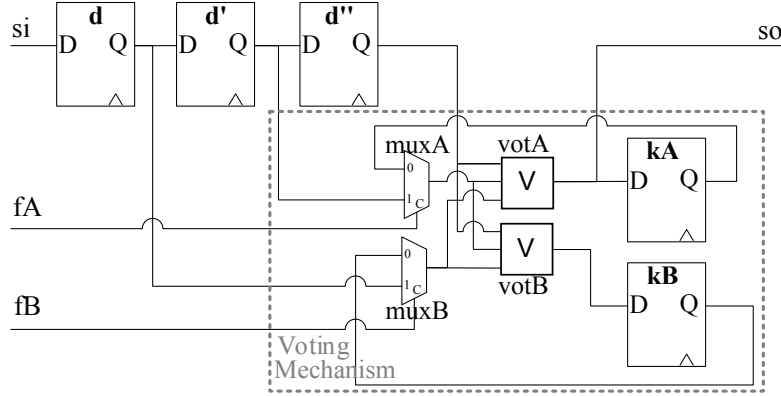 d d' d''
si D Q D Q D Q so
muxA votA kA
0 V D Q
1 C
fA
V
0 kB
1 C votB D Q
fB muxB
Voting
Mechanism